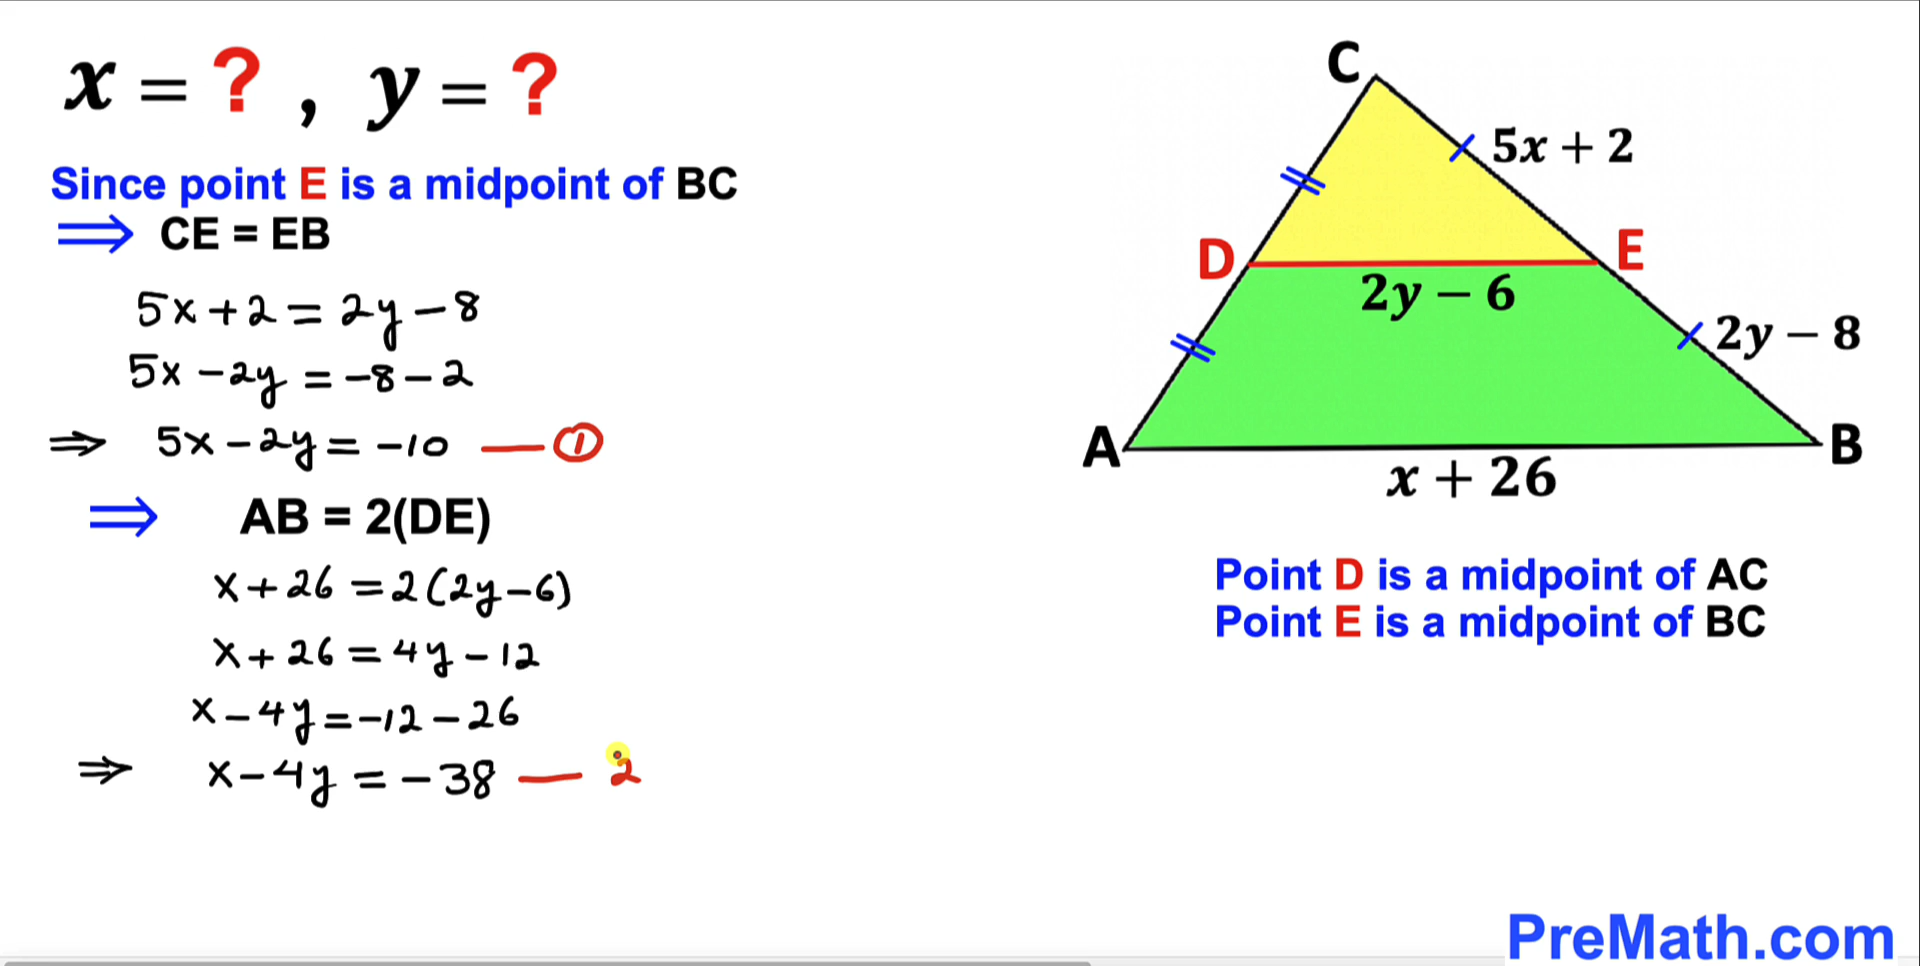 x = ? , y = ?
Since point E is a midpoint of BC
⟹ CE = EB
5x+2 = 2y-8
5x -2y = -8-2
⇒ 5x-2y = -10 — ①
⟹ AB = 2(DE)
x+26 = 2(2y-6)
x+26 = 4y-12
x-4y = -12-26
⇒ x-4y = -38 — 2
C
5x + 2
D
E
2y – 6
2y – 8
A
B
x + 26
Point D is a midpoint of AC
Point E is a midpoint of BC
PreMath.com